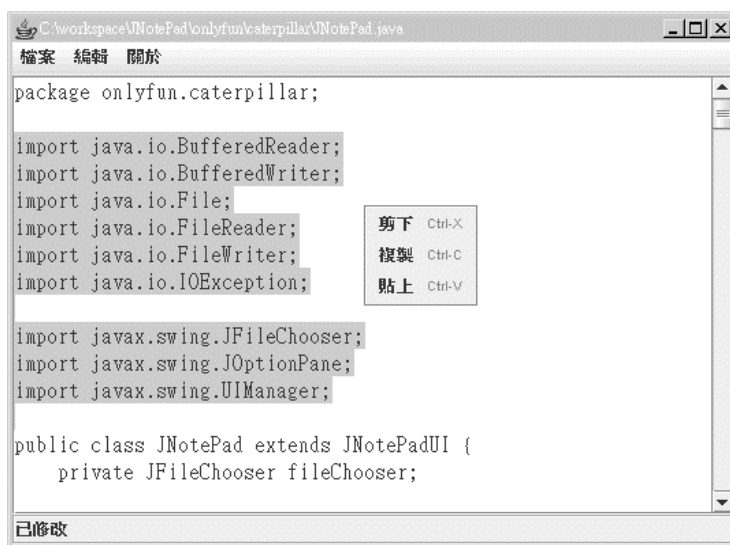 C:\workspace\JNotePad\onlyfun\caterpillar\JNotePad.java
檔案 編輯 關於
package onlyfun.caterpillar;
import java.io.BufferedReader;
import java.io.BufferedWriter;
import java.io.File;
import java.io.FileReader;
import java.io.FileWriter;
import java.io.IOException;
剪下 Ctrl-X
複製 Ctrl-C
貼上 Ctrl-V
import javax.swing.JFileChooser;
import javax.swing.JOptionPane;
import javax.swing.UIManager;
public class JNotePad extends JNotePadUI {
    private JFileChooser fileChooser;
已修改